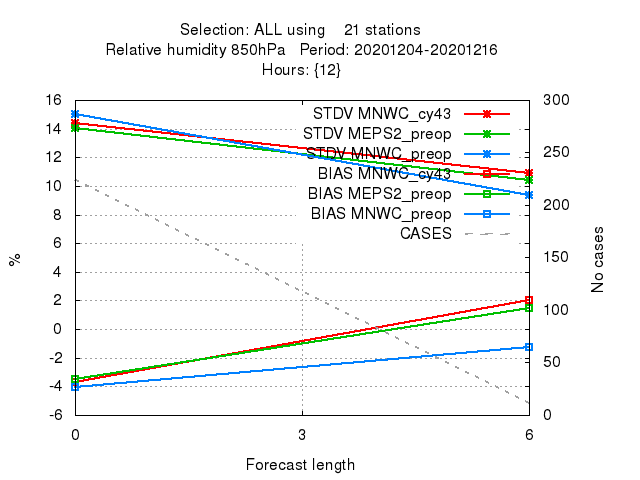 Selection: ALL using 21 stations
Relative humidity 850hPa Period: 20201204-20201216
Hours: {12}
16 300
STDV MNWC_cy43
14
STDV MEPS2_preop
12 250
STDV MNWC_preop
BIAS MNWC_cy43
10 200
BIAS MEPS2_preop
8
BIAS MNWC_preop
CASES
6 150
4
2 100
0
-2 50
-4
-6 0
%
No cases
0 3 6
Forecast length